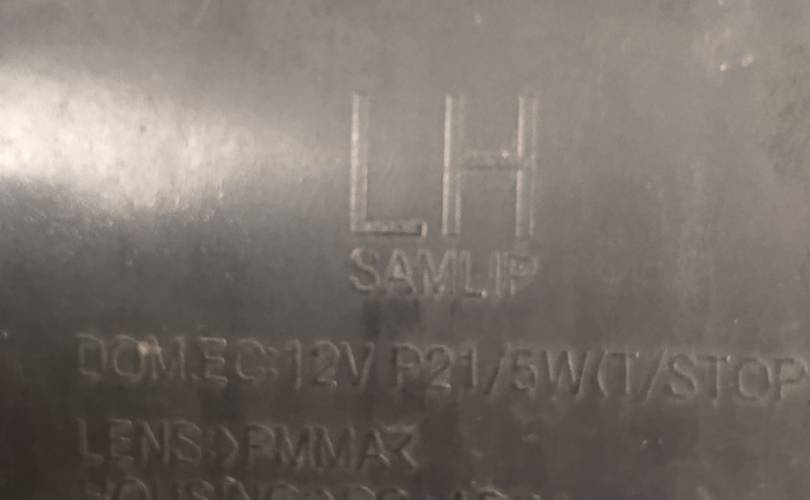 LH
SAMLIP
DOM.EC:12V P21/5W(T/STOP
LENS:>PMMA<